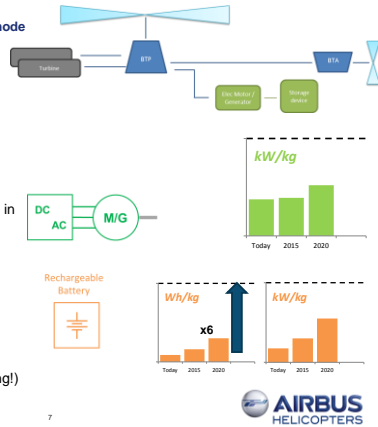 node
Turbine
BTP
BTA
Elec Motor /
Generator
Storage
device
kW/kg
Today 2015 2020
in
DC
AC
M/G
Rechargeable
Battery
Wh/kg
x6
Today 2015 2020
kW/kg
Today 2015 2020
ng!)
7
AIRBUS
HELICOPTERS